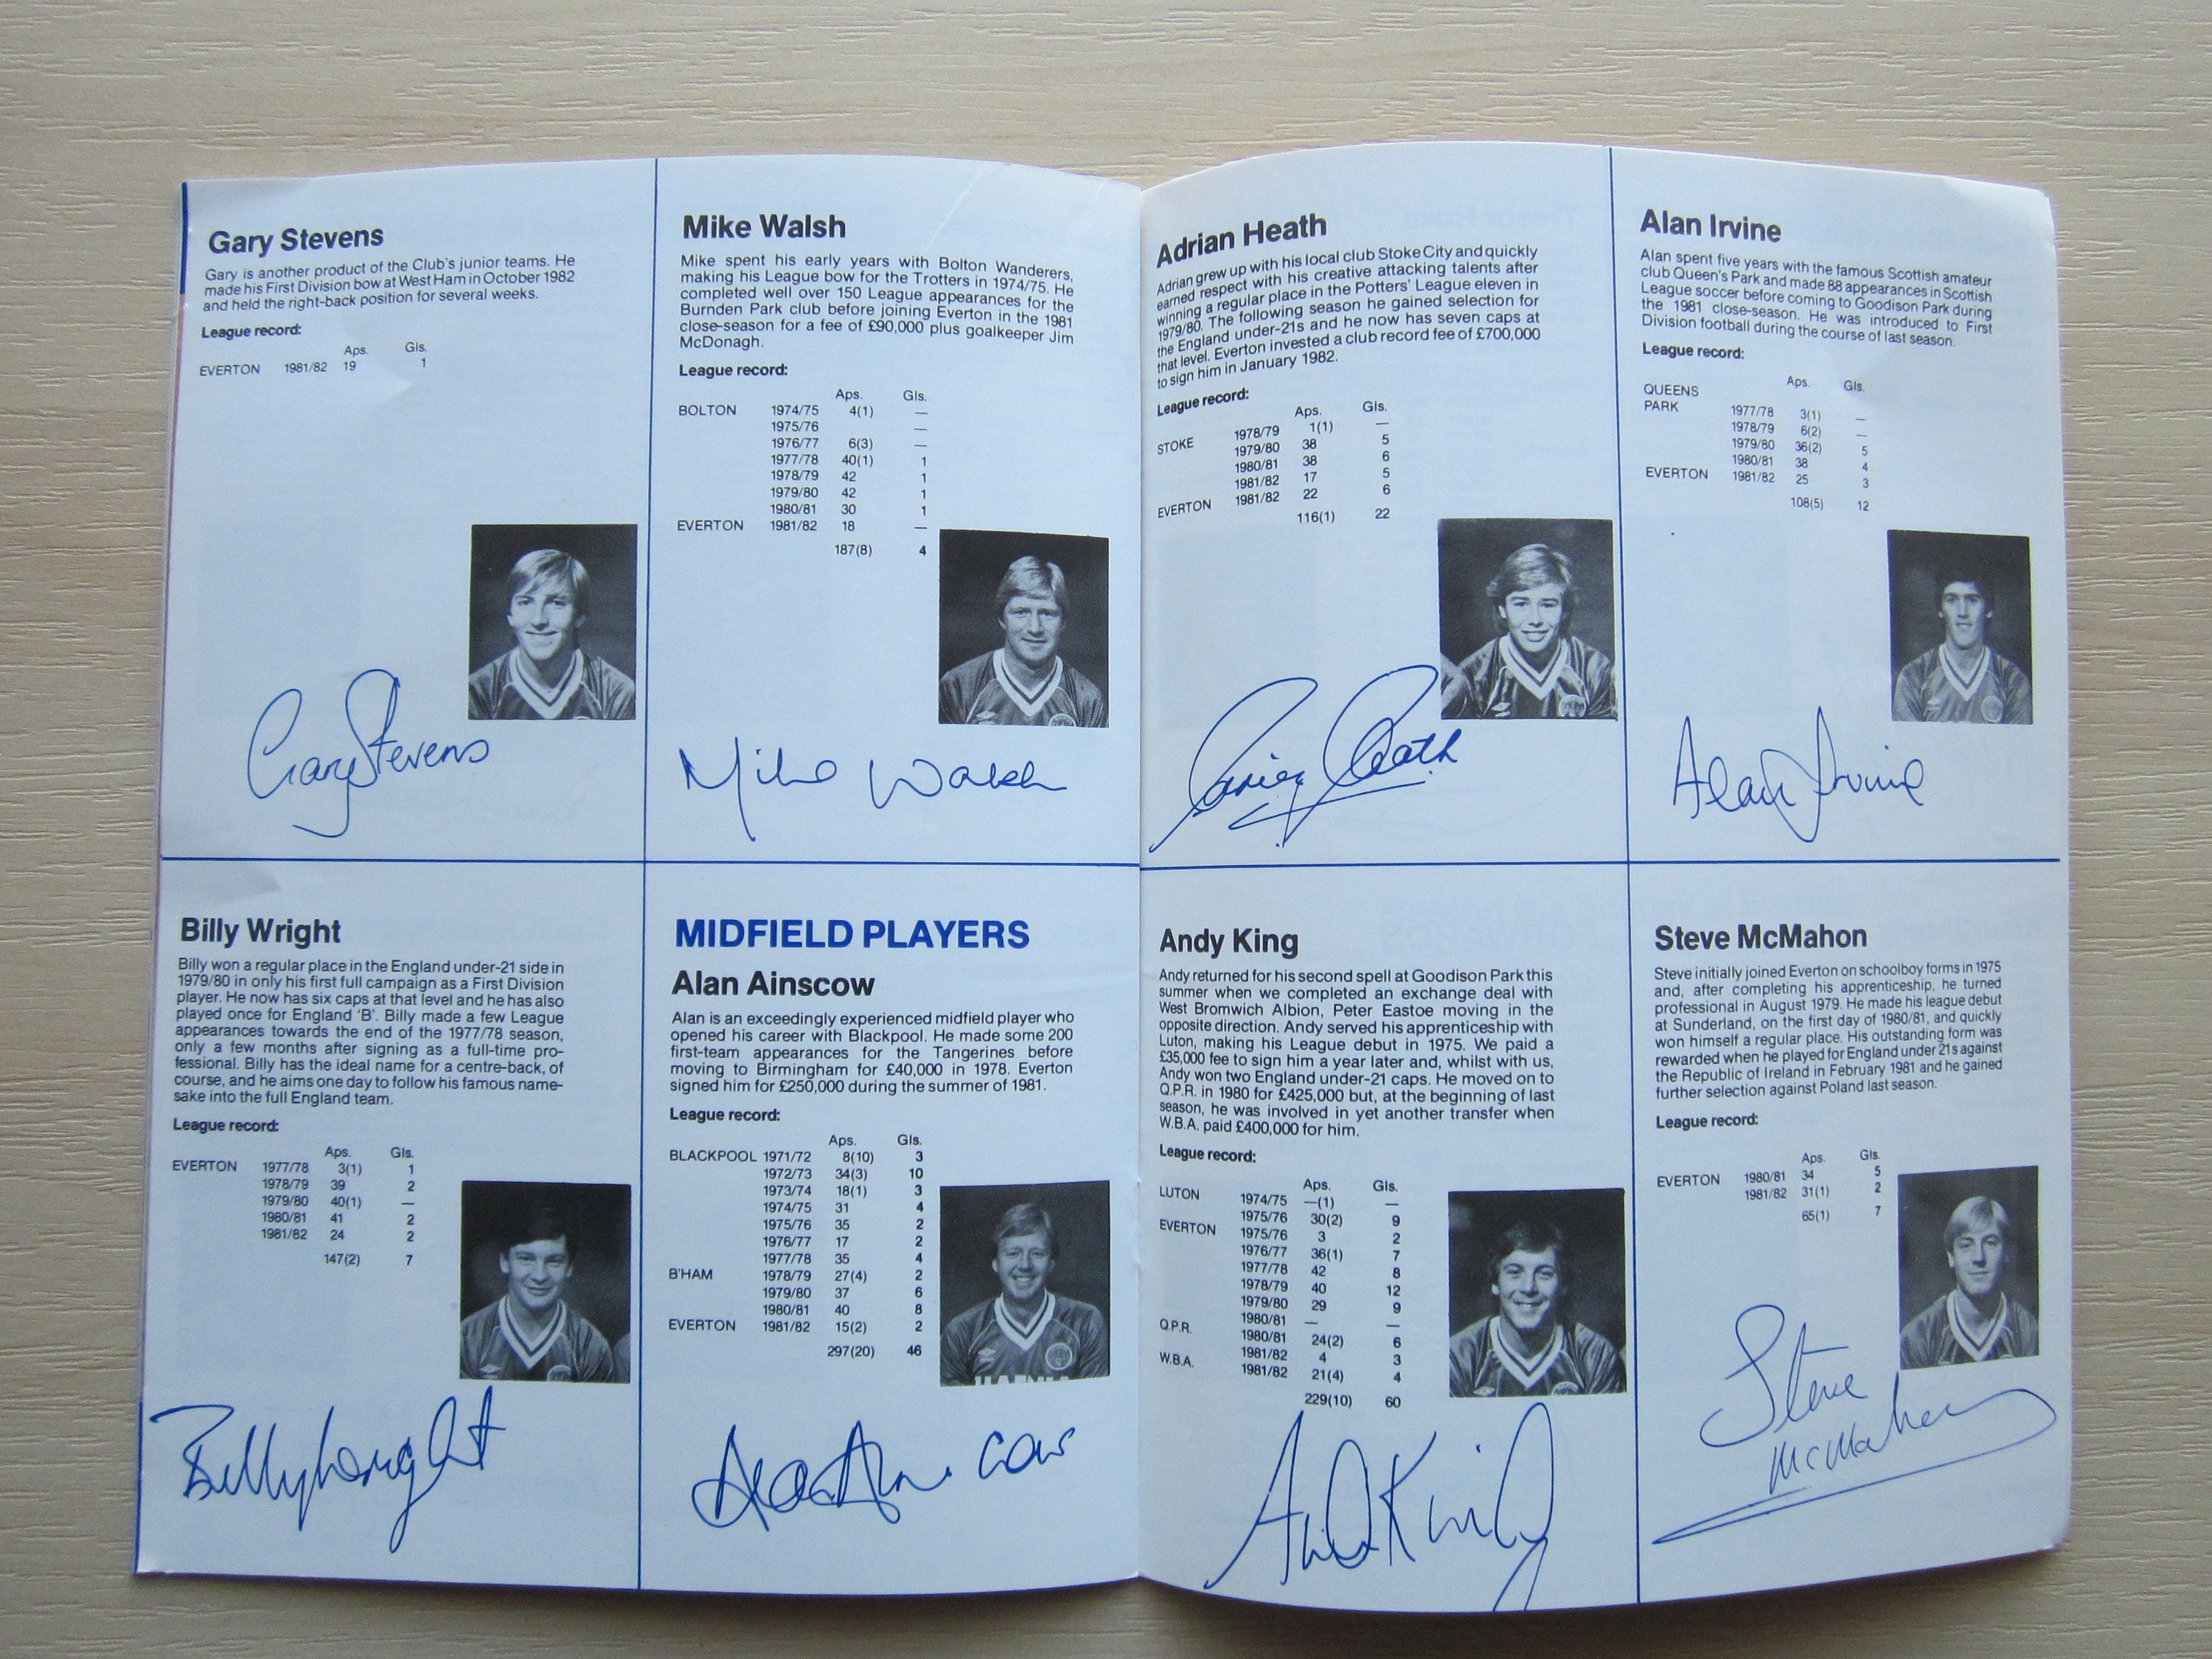 Gary Stevens
Gary is another product of the Club's junior teams. He
made his First Division bow at West Ham in October 1982
and held the right-back position for several weeks.
League record:
Aps. Gls.
EVERTON 1981/82 19 1
Gary Stevens
Mike Walsh
Mike spent his early years with Bolton Wanderers,
making his League bow for the Trotters in 1974/75. He
completed well over 150 League appearances for the
Burnden Park club before joining Everton in the 1981
close-season for a fee of £90,000 plus goalkeeper Jim
McDonagh.
League record:
Aps. Gls.
BOLTON 1974/75 4(1) —
1975/76 —
1976/77 6(3) —
1977/78 40(1) 1
1978/79 42 1
1979/80 42 1
1980/81 30 1
EVERTON 1981/82 18 —
187(8) 4
Mike Walsh
Billy Wright
Billy won a regular place in the England under-21 side in
1979/80 in only his first full campaign as a First Division
player. He now has six caps at that level and he has also
played once for England 'B'. Billy made a few League
appearances towards the end of the 1977/78 season,
only a few months after signing as a full-time pro-
fessional. Billy has the ideal name for a centre-back, of
course, and he aims one day to follow his famous name-
sake into the full England team.
League record:
Aps. Gls.
EVERTON 1977/78 3(1) 1
1978/79 39 2
1979/80 40(1) —
1980/81 41 2
1981/82 24 2
147(2) 7
Billy Wright
MIDFIELD PLAYERS
Alan Ainscow
Alan is an exceedingly experienced midfield player who
opened his career with Blackpool. He made some 200
first-team appearances for the Tangerines before
moving to Birmingham for £40,000 in 1978. Everton
signed him for £250,000 during the summer of 1981.
League record:
Aps. Gls.
BLACKPOOL 1971/72 8(10) 3
1972/73 34(3) 10
1973/74 18(1) 3
1974/75 31 4
1975/76 35 2
1976/77 17 2
1977/78 35 4
B'HAM 1978/79 27(4) 2
1979/80 37 6
1980/81 40 8
EVERTON 1981/82 15(2) 2
297(20) 46
Alan Ainscow
Adrian Heath
Adrian grew up with his local club Stoke City and quickly
earned respect with his creative attacking talents after
winning a regular place in the Potters' League eleven in
1979/80. The following season he gained selection for
the England under-21s and he now has seven caps at
that level. Everton invested a club record fee of £700,000
to sign him in January 1982.
League record:
Aps. Gls.
STOKE 1978/79 1(1) —
1979/80 38 5
1980/81 38 6
1981/82 17 5
EVERTON 1981/82 22 6
116(1) 22
Adrian Heath
Alan Irvine
Alan spent five years with the famous Scottish amateur
club Queen's Park and made 88 appearances in Scottish
League soccer before coming to Goodison Park during
the 1981 close-season. He was introduced to First
Division football during the course of last season.
League record:
Aps. Gls.
QUEENS
PARK 1977/78 3(1) —
1978/79 6(2) —
1979/80 36(2) 5
1980/81 38 4
EVERTON 1981/82 25 3
108(5) 12
Alan Irvine
Andy King
Andy returned for his second spell at Goodison Park this
summer when we completed an exchange deal with
West Bromwich Albion, Peter Eastoe moving in the
opposite direction. Andy served his apprenticeship with
Luton, making his League debut in 1975. We paid a
£35,000 fee to sign him a year later and, whilst with us,
Andy won two England under-21 caps. He moved on to
Q.P.R. in 1980 for £425,000 but, at the beginning of last
season, he was involved in yet another transfer when
W.B.A. paid £400,000 for him.
League record:
Aps. Gls.
LUTON 1974/75 —(1) —
1975/76 30(2) 9
EVERTON 1975/76 3 2
1976/77 36(1) 7
1977/78 42 8
1978/79 40 12
1979/80 29 9
1980/81 — —
Q.P.R. 1980/81 24(2) 6
1981/82 4 3
W.B.A. 1981/82 21(4) 4
229(10) 60
Andy King
Steve McMahon
Steve initially joined Everton on schoolboy forms in 1975
and, after completing his apprenticeship, he turned
professional in August 1979. He made his league debut
at Sunderland, on the first day of 1980/81, and quickly
won himself a regular place. His outstanding form was
rewarded when he played for England under 21s against
the Republic of Ireland in February 1981 and he gained
further selection against Poland last season.
League record:
Aps. Gls.
EVERTON 1980/81 34 5
1981/82 31(1) 2
65(1) 7
Steve
McMahon